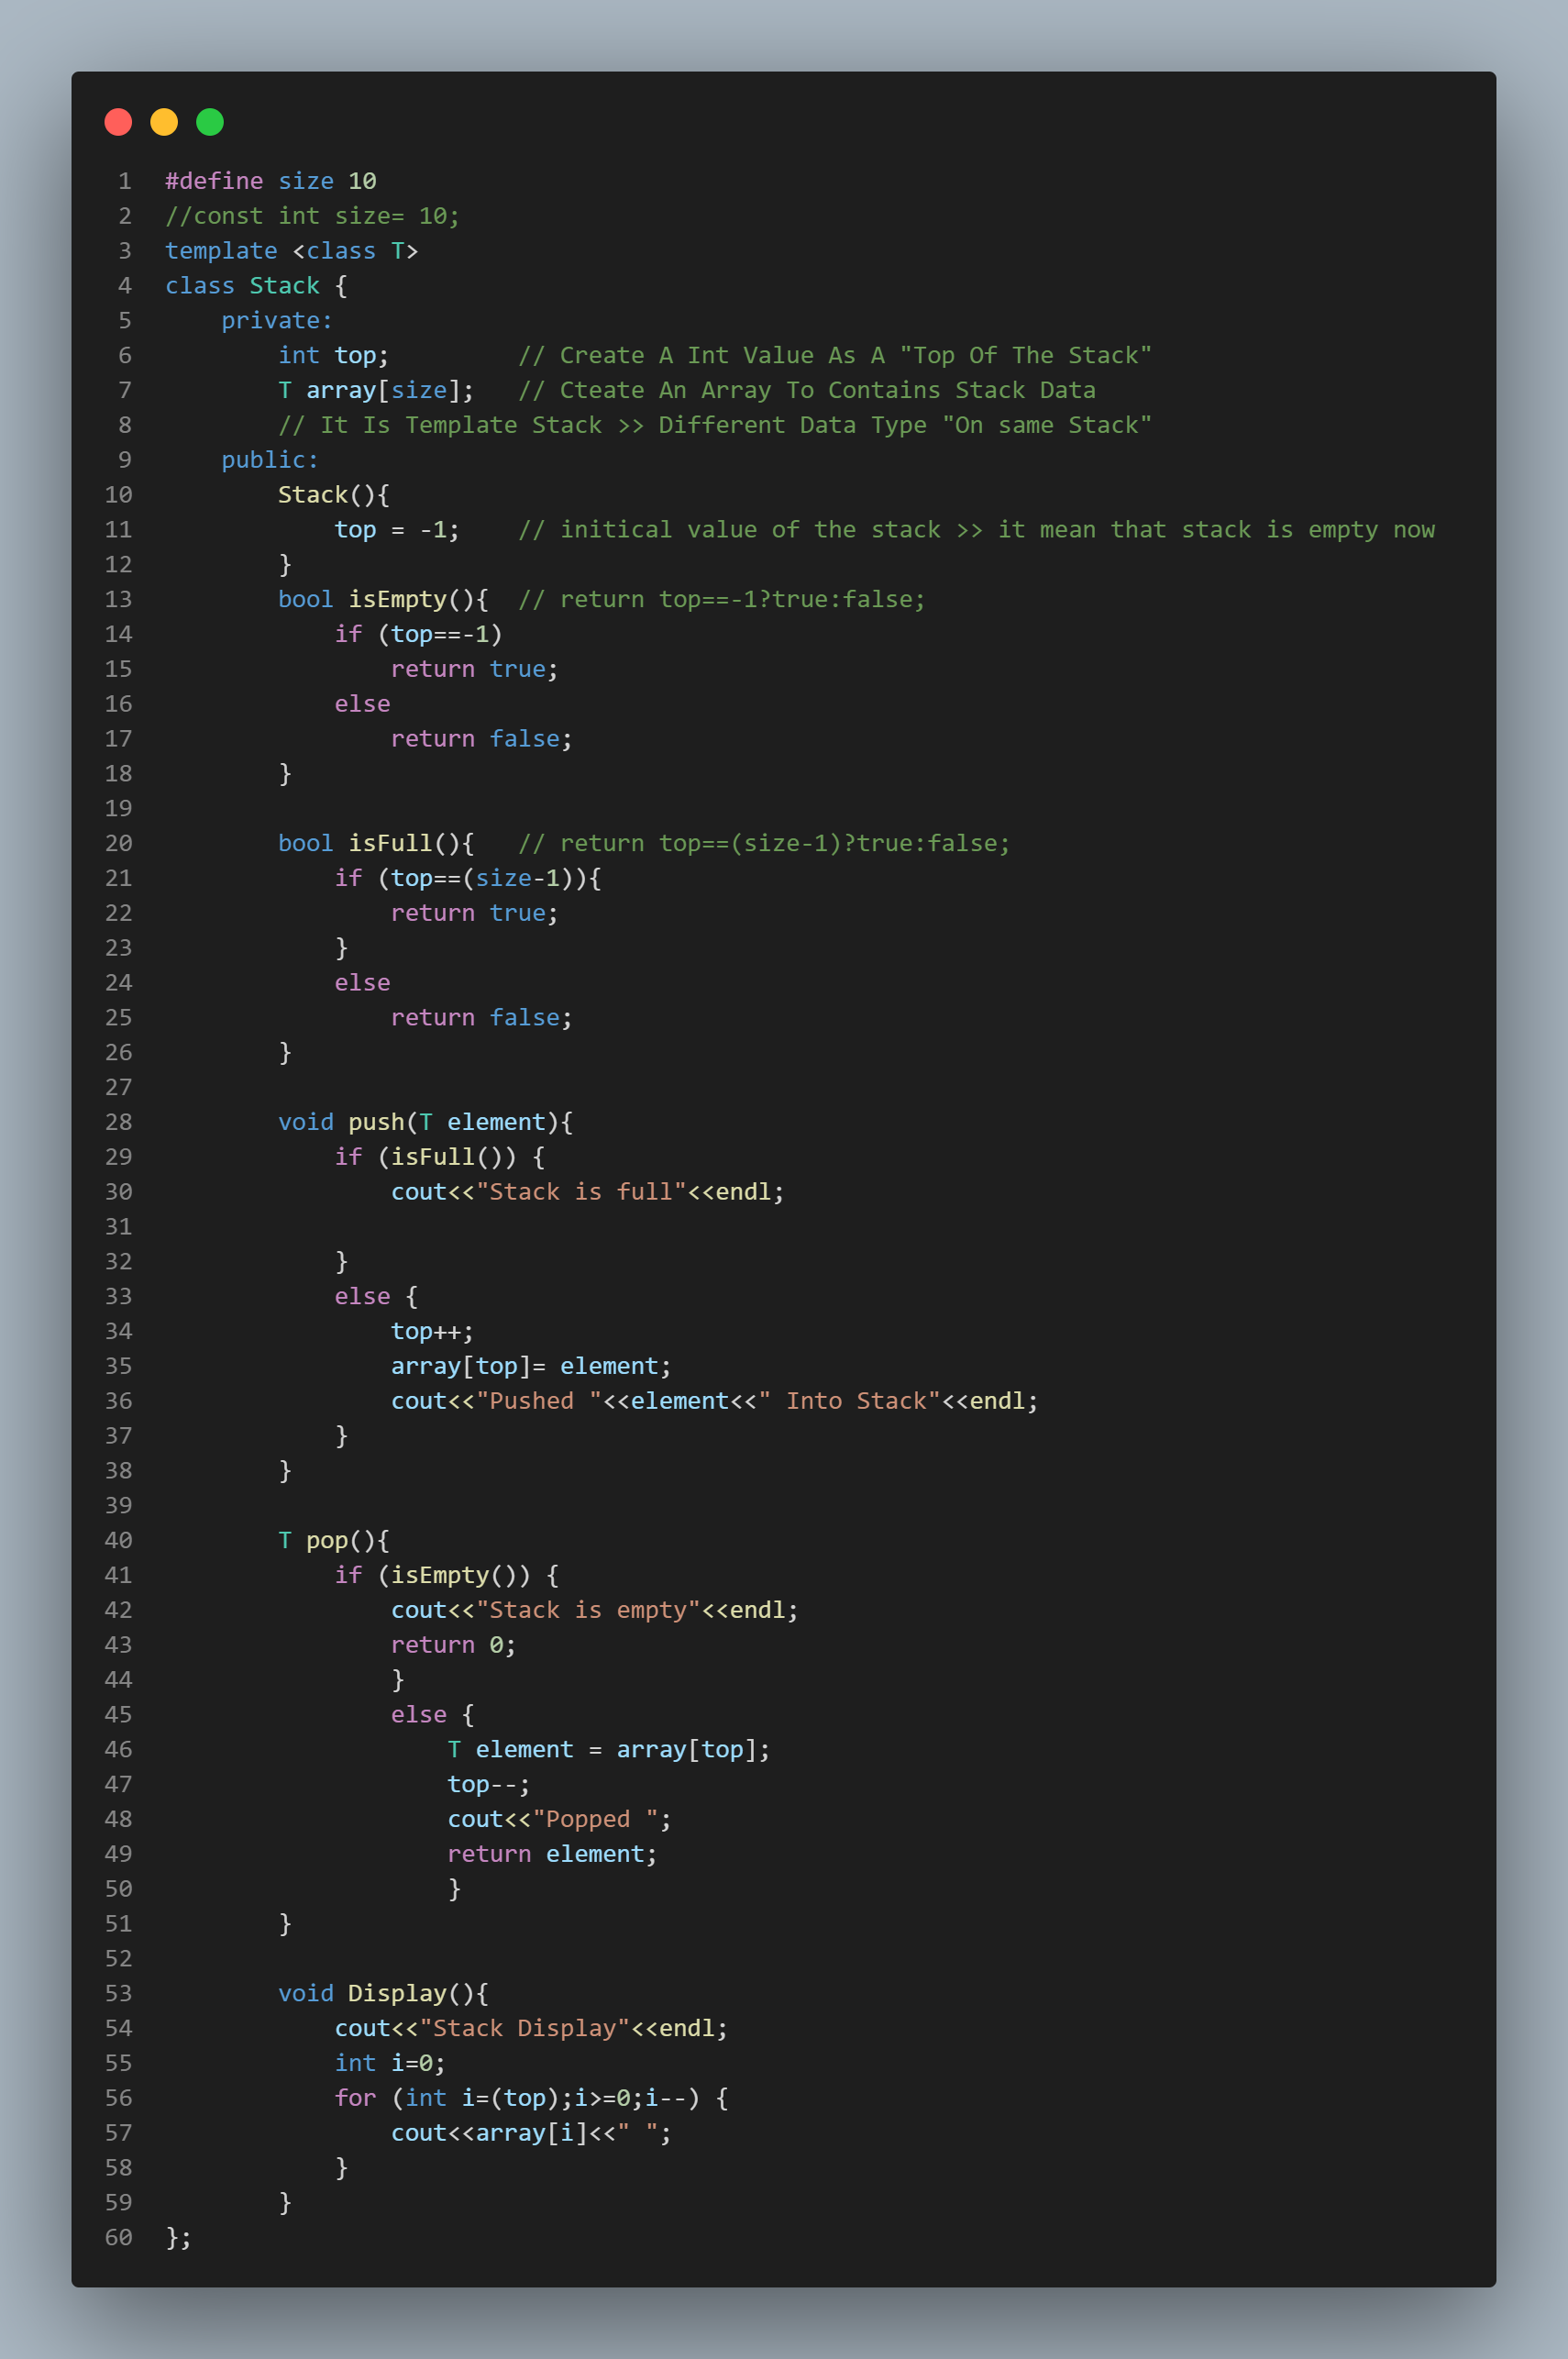 1 #define size 10
2 //const int size= 10;
3 template <class T>
4 class Stack {
5     private:
6         int top;         // Create A Int Value As A "Top Of The Stack"
7         T array[size];   // Cteate An Array To Contains Stack Data
8         // It Is Template Stack >> Different Data Type "On same Stack"
9     public:
10         Stack(){
11             top = -1;    // initical value of the stack >> it mean that stack is empty now
12         }
13         bool isEmpty(){  // return top==-1?true:false;
14             if (top==-1)
15                 return true;
16             else
17                 return false;
18         }
19
20         bool isFull(){   // return top==(size-1)?true:false;
21             if (top==(size-1)){
22                 return true;
23             }
24             else
25                 return false;
26         }
27
28         void push(T element){
29             if (isFull()) {
30                 cout<<"Stack is full"<<endl;
31
32             }
33             else {
34                 top++;
35                 array[top]= element;
36                 cout<<"Pushed "<<element<<" Into Stack"<<endl;
37             }
38         }
39
40         T pop(){
41             if (isEmpty()) {
42                 cout<<"Stack is empty"<<endl;
43                 return 0;
44                 }
45                 else {
46                     T element = array[top];
47                     top--;
48                     cout<<"Popped ";
49                     return element;
50                     }
51         }
52
53         void Display(){
54             cout<<"Stack Display"<<endl;
55             int i=0;
56             for (int i=(top);i>=0;i--) {
57                 cout<<array[i]<<" ";
58             }
59         }
60 };